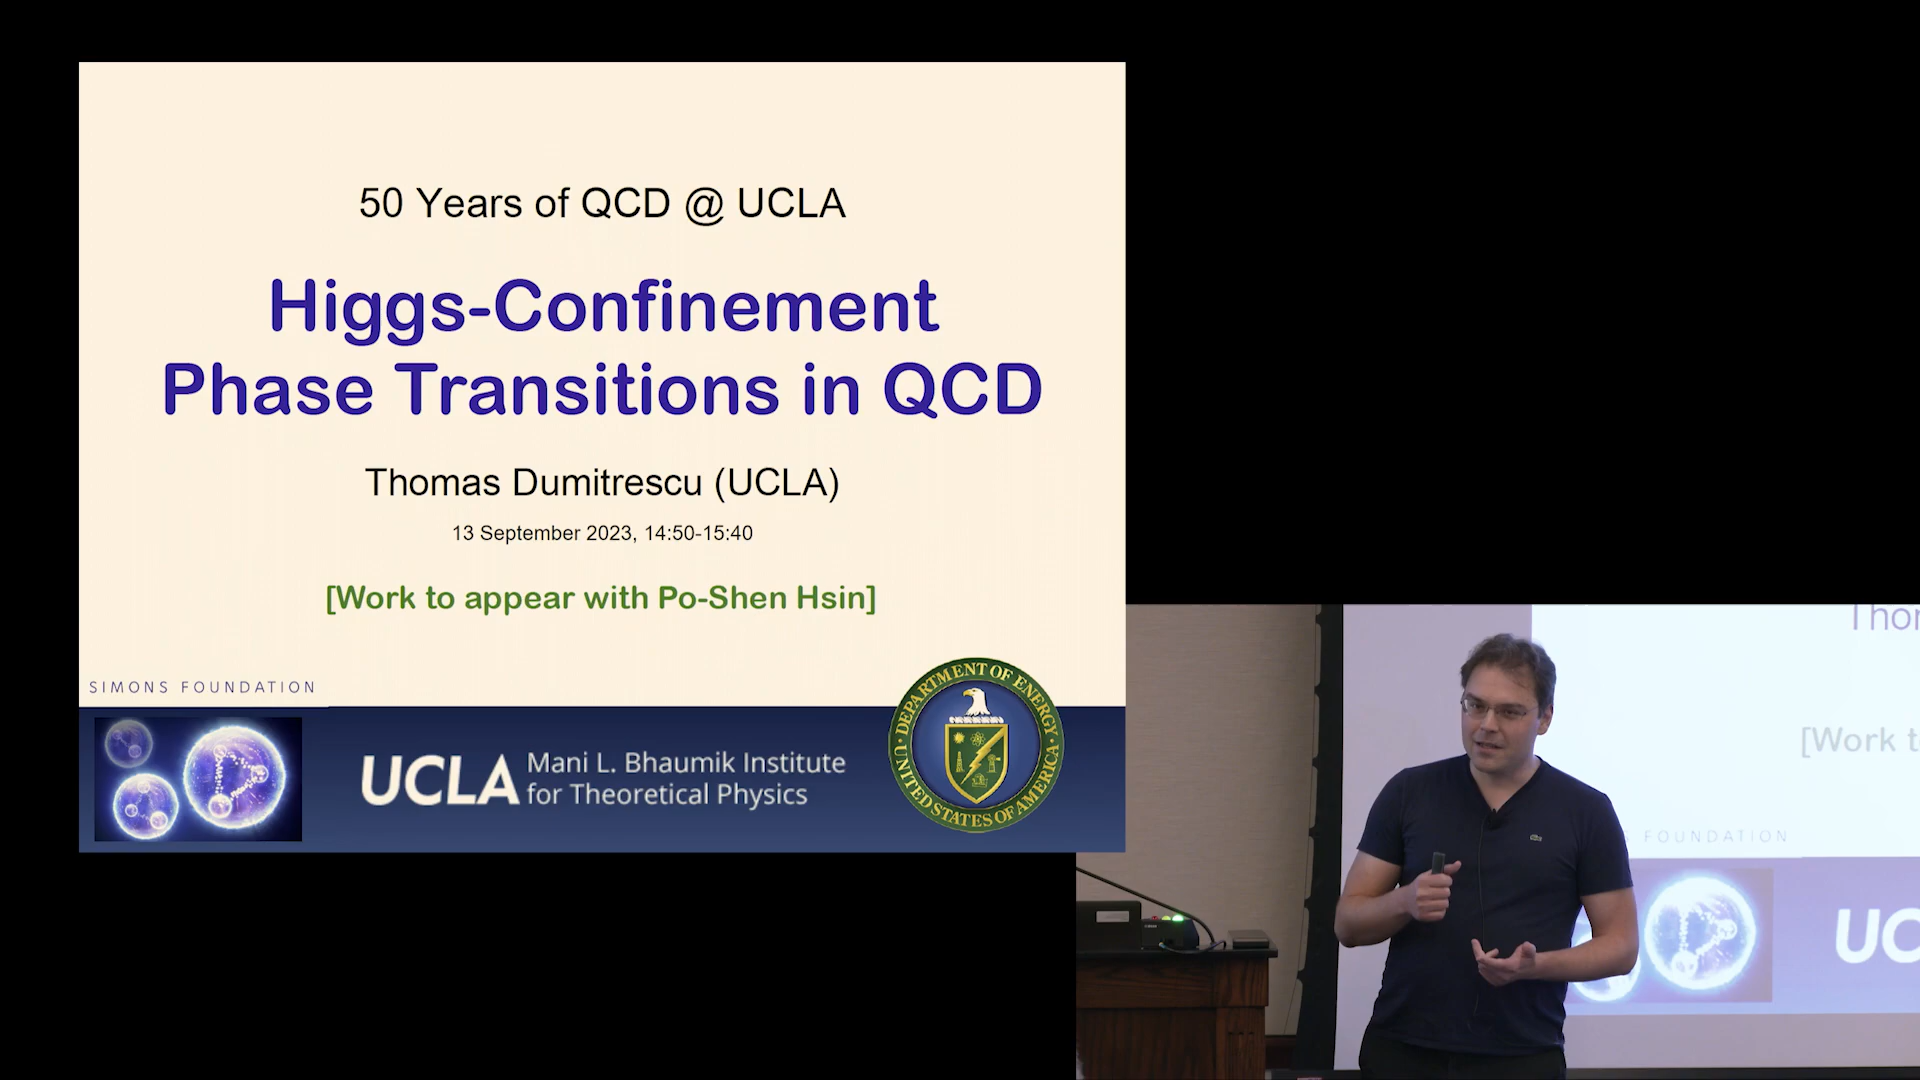 50 Years of QCD @ UCLA
Higgs-Confinement
Phase Transitions in QCD
Thomas Dumitrescu (UCLA)
13 September 2023, 14:50-15:40
[Work to appear with Po-Shen Hsin]
SIMONS FOUNDATION
UCLA Mani L. Bhaumik Institute
for Theoretical Physics
DEPARTMENT OF ENERGY
UNITED STATES OF AMERICA
Thor
[Work t
S FOUNDATION
UC